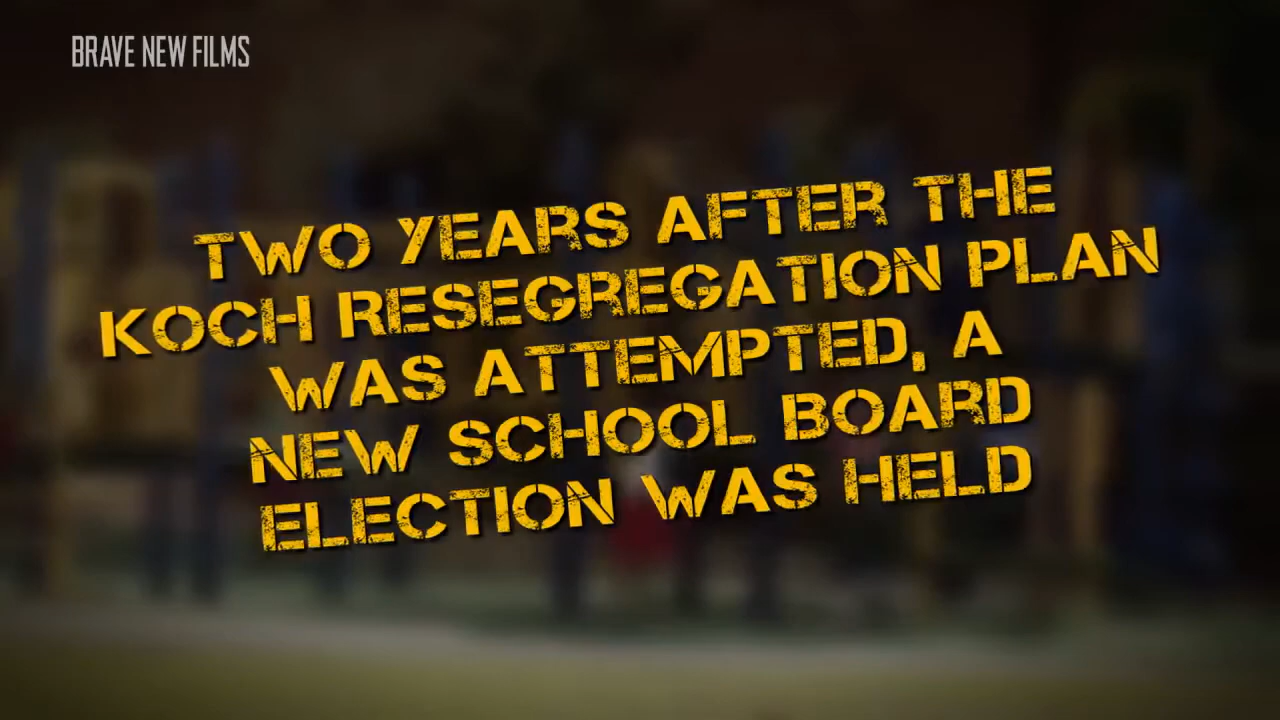 BRAVE NEW FILMS
TWO YEARS AFTER THE
KOCH RESEGREGATION PLAN
WAS ATTEMPTED, A
NEW SCHOOL BOARD
ELECTION WAS HELD